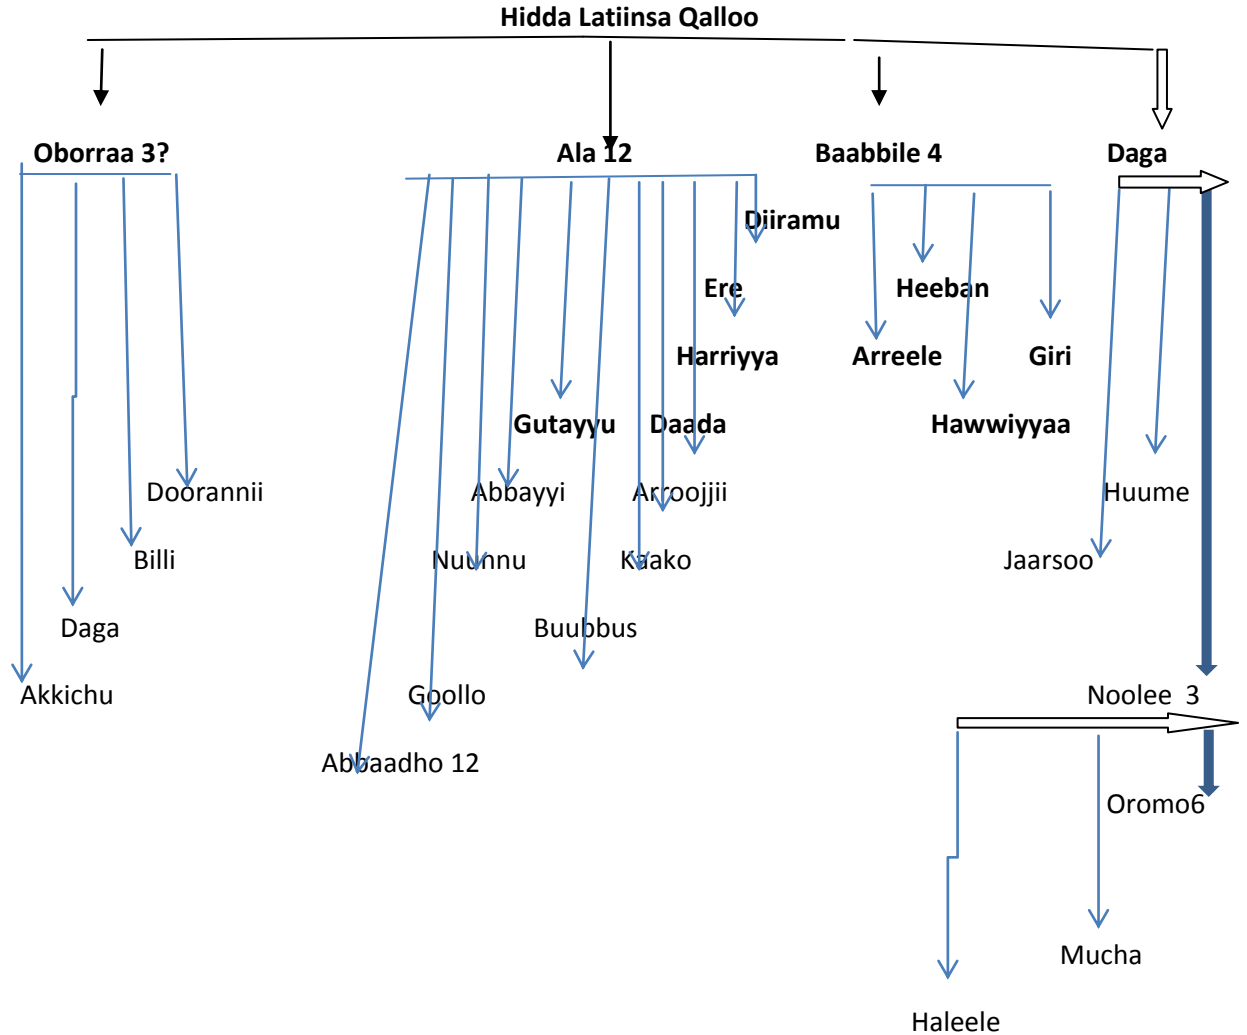 Hidda Latiinsa Qalloo
Oborraa 3? Ala 12 Baabbile 4 Daga
Diiramu
Ere Heeban
Harriyya Arreele Giri
Gutayyu Daada Hawwiyyaa
Doorannii Abbayyi Arroojjii Huume
Billi Nuunnu Kaako Jaarsoo
Daga Buubbus
Akkichu Goollo Noolee 3
Abbaadho 12
Oromo6
Mucha
Haleele